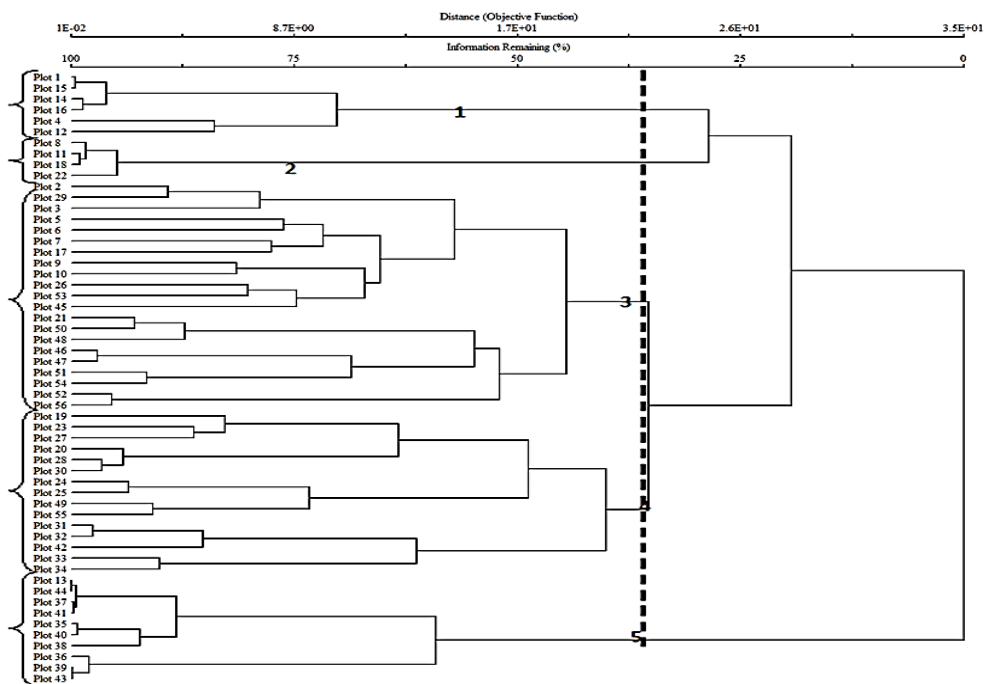 Distance (Objective Function)
1E-02 8.7E+00 1.7E+01 2.6E+01 3.5E+01
Information Remaining (%)
100 75 50 25 0
Plot 1
Plot 15
Plot 14
Plot 16
Plot 4
Plot 12
1
Plot 8
Plot 11
Plot 18
Plot 22
2
Plot 2
Plot 29
Plot 3
Plot 5
Plot 6
Plot 7
Plot 17
Plot 9
Plot 10
Plot 26
Plot 53
Plot 45
3
Plot 21
Plot 50
Plot 48
Plot 46
Plot 47
Plot 51
Plot 54
Plot 52
Plot 56
Plot 19
Plot 23
Plot 27
Plot 20
Plot 28
Plot 30
Plot 24
Plot 25
Plot 49
4
Plot 55
Plot 31
Plot 32
Plot 42
Plot 33
Plot 34
Plot 13
Plot 44
Plot 37
Plot 41
Plot 35
Plot 40
5
Plot 38
Plot 36
Plot 39
Plot 43